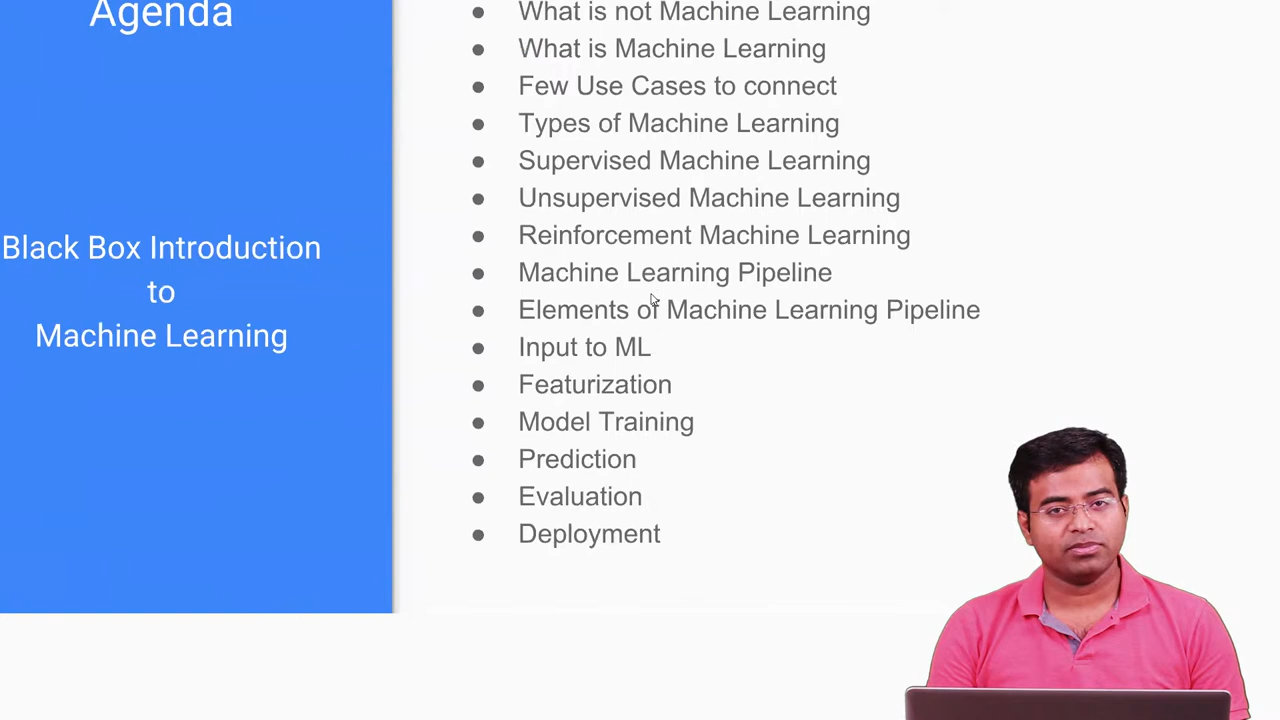 Agenda
Black Box Introduction
to
Machine Learning
What is not Machine Learning
What is Machine Learning
Few Use Cases to connect
Types of Machine Learning
Supervised Machine Learning
Unsupervised Machine Learning
Reinforcement Machine Learning
Machine Learning Pipeline
Elements of Machine Learning Pipeline
Input to ML
Featurization
Model Training
Prediction
Evaluation
Deployment